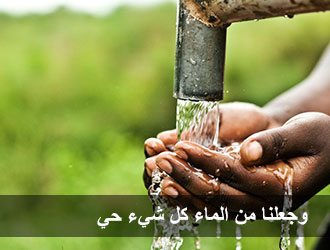 وجعلنا من الماء كل شيء حي